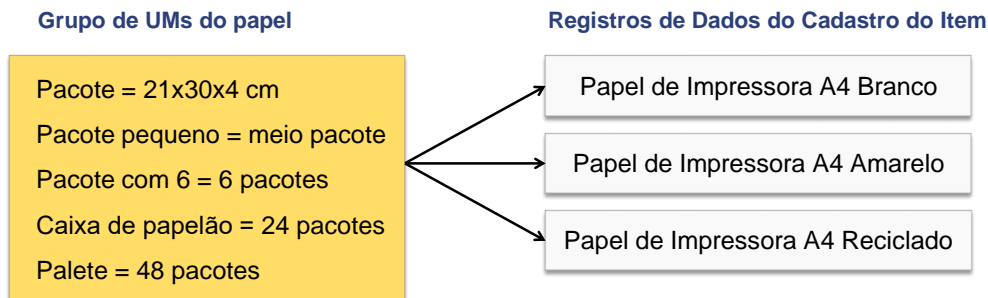 Grupo de UMs do papel
Registros de Dados do Cadastro do Item
Pacote = 21x30x4 cm
Pacote pequeno = meio pacote
Pacote com 6 = 6 pacotes
Caixa de papelão = 24 pacotes
Palete = 48 pacotes
Papel de Impressora A4 Branco
Papel de Impressora A4 Amarelo
Papel de Impressora A4 Reciclado